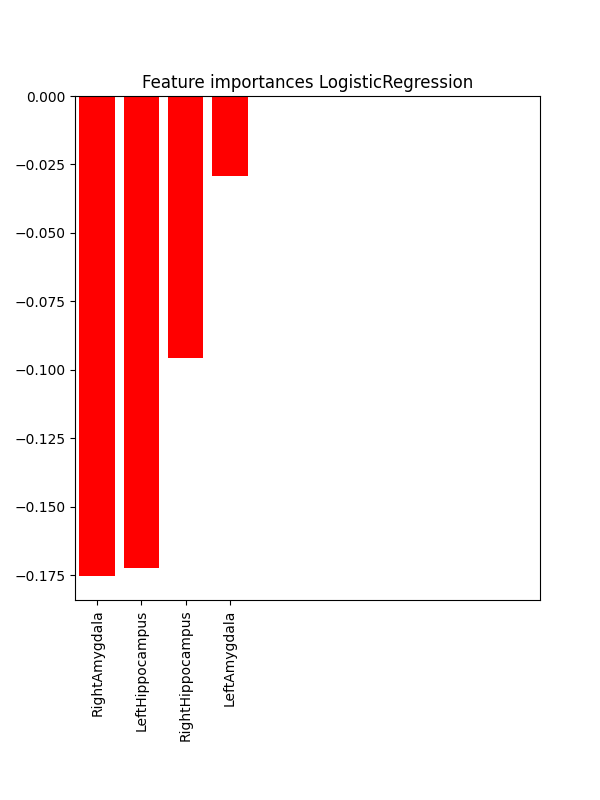 Feature importances LogisticRegression
0.000
−0.025
−0.050
−0.075
−0.100
−0.125
−0.150
−0.175
RightAmygdala
LeftHippocampus
RightHippocampus
LeftAmygdala